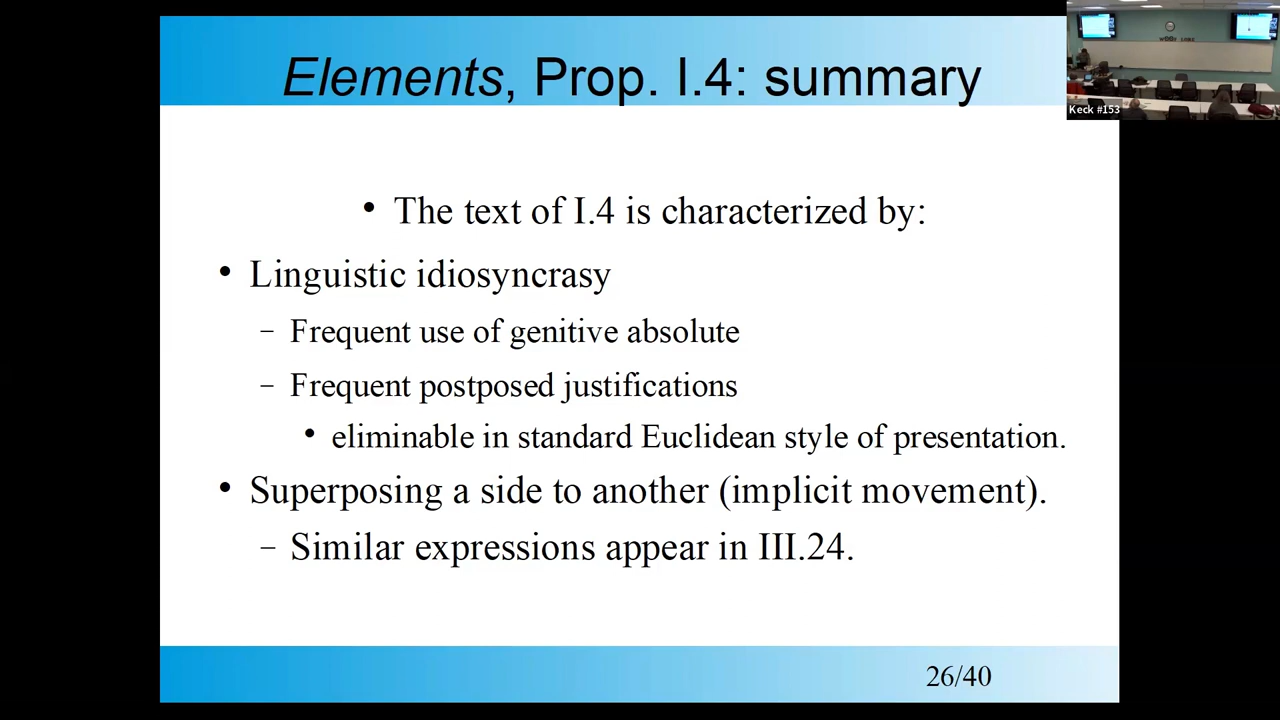 Elements, Prop. I.4: summary
Keck #153
• The text of I.4 is characterized by:
• Linguistic idiosyncrasy
– Frequent use of genitive absolute
– Frequent postposed justifications
• eliminable in standard Euclidean style of presentation.
• Superposing a side to another (implicit movement).
– Similar expressions appear in III.24.
26/40